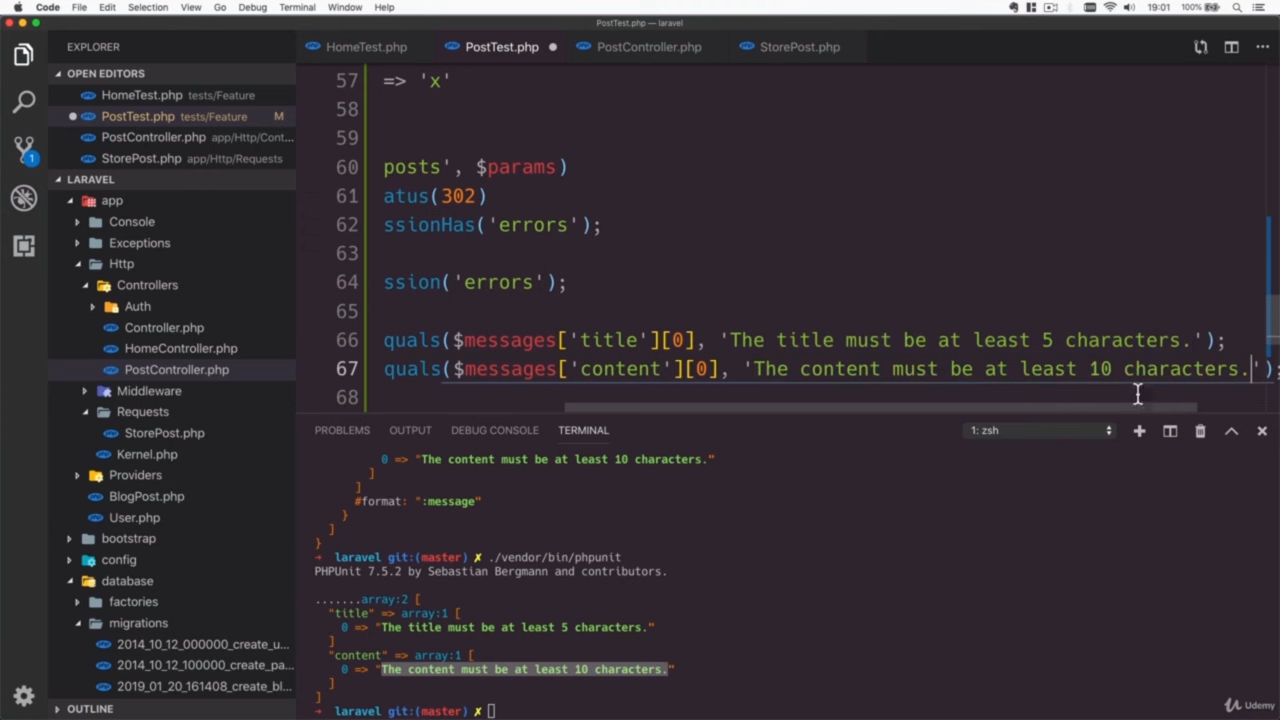 Code File Edit Selection View Go Debug Terminal Window Help 19:01 100%
PostTest.php — laravel
EXPLORER
HomeTest.php PostTest.php PostController.php StorePost.php
OPEN EDITORS
HomeTest.php tests/Feature
PostTest.php tests/Feature M
PostController.php app/Http/Cont...
StorePost.php app/Http/Requests
1
LARAVEL
app
Console
Exceptions
Http
Controllers
Auth
Controller.php
HomeController.php
PostController.php
Middleware
Requests
StorePost.php
Kernel.php
Providers
BlogPost.php
User.php
bootstrap
config
database
factories
migrations
2014_10_12_000000_create_u...
2014_10_12_100000_create_pa...
2019_01_20_161408_create_bl...
OUTLINE
57 => 'x'
58
59
60 posts', $params)
61 atus(302)
62 ssionHas('errors');
63
64 ssion('errors');
65
66 quals($messages['title'][0], 'The title must be at least 5 characters.');
67 quals($messages['content'][0], 'The content must be at least 10 characters.');
68
PROBLEMS OUTPUT DEBUG CONSOLE TERMINAL 1: zsh
0 => "The content must be at least 10 characters."
]
]
#format: ":message"
}
]
}
→ laravel git:(master) ✗ ./vendor/bin/phpunit
PHPUnit 7.5.2 by Sebastian Bergmann and contributors.
.......array:2 [
"title" => array:1 [
0 => "The title must be at least 5 characters."
]
"content" => array:1 [
0 => "The content must be at least 10 characters."
]
]
→ laravel git:(master) ✗
Udemy